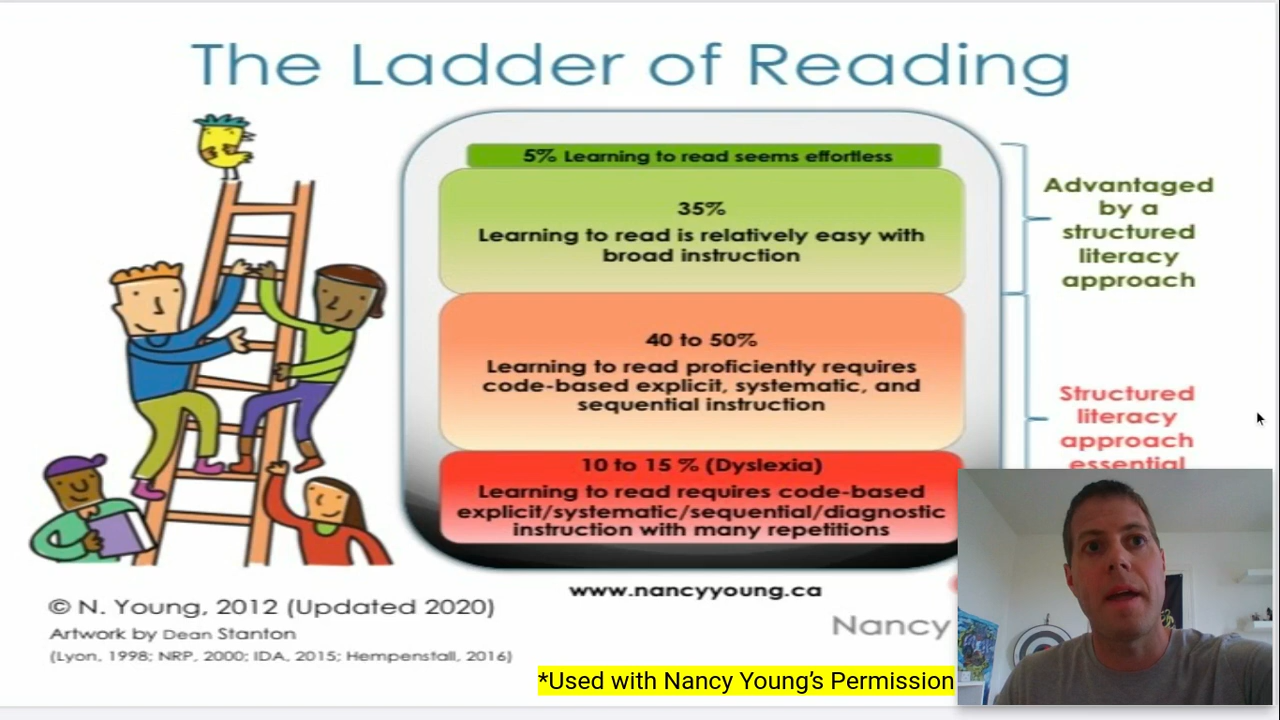 The Ladder of Reading
5% Learning to read seems effortless
35%
Learning to read is relatively easy with
broad instruction
40 to 50%
Learning to read proficiently requires
code-based explicit, systematic, and
sequential instruction
10 to 15 % (Dyslexia)
Learning to read requires code-based
explicit/systematic/sequential/diagnostic
instruction with many repetitions
Advantaged
by a
structured
literacy
approach
Structured
literacy
approach
essential
www.nancyyoung.ca
© N. Young, 2012 (Updated 2020)
Artwork by Dean Stanton
(Lyon, 1998; NRP, 2000; IDA, 2015; Hempenstall, 2016)
Nancy
*Used with Nancy Young’s Permission